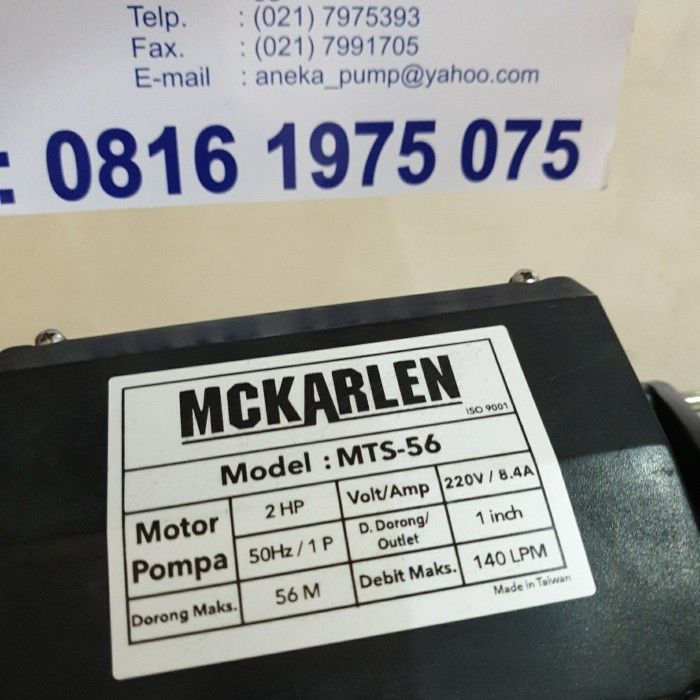 Telp. : (021) 7975393
Fax. : (021) 7991705
E-mail : aneka_pump@yahoo.com
: 0816 1975 075
MCKARLEN
ISO 9001
Model : MTS-56
Motor Pompa
2 HP
Volt/Amp
220V / 8.4A
50Hz / 1 P
D. Dorong/
Outlet
1 inch
Dorong Maks.
56 M
Debit Maks.
140 LPM
Made in Taiwan